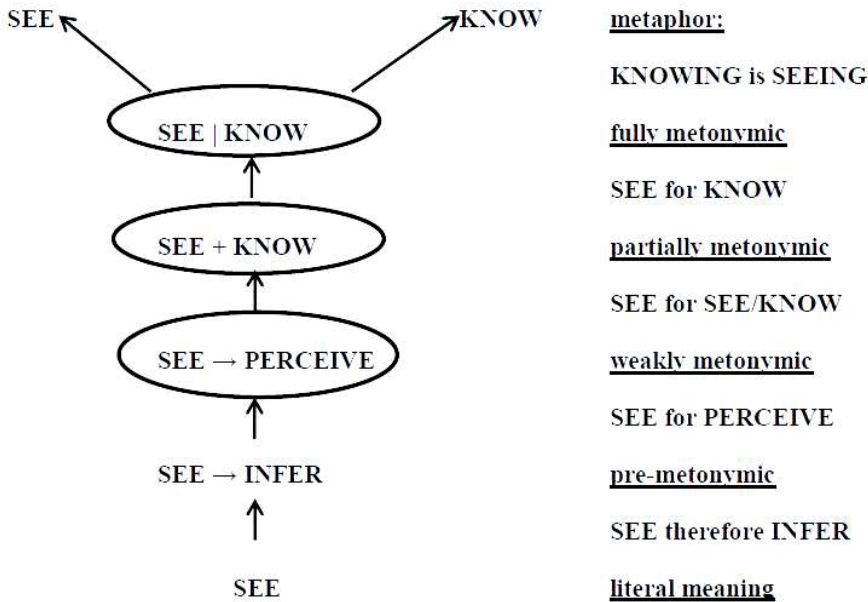 SEE KNOW metaphor:
KNOWING is SEEING
SEE | KNOW fully metonymic
SEE for KNOW
SEE + KNOW partially metonymic
SEE for SEE/KNOW
SEE → PERCEIVE weakly metonymic
SEE for PERCEIVE
SEE → INFER pre-metonymic
SEE therefore INFER
SEE literal meaning